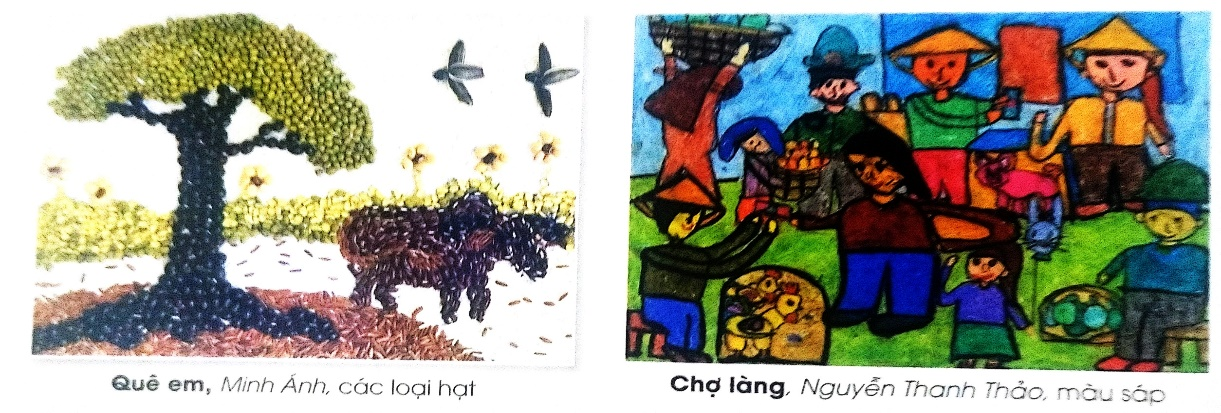 Quê em, Minh Ánh, các loại hạt
Chợ làng, Nguyễn Thanh Thảo, màu sáp